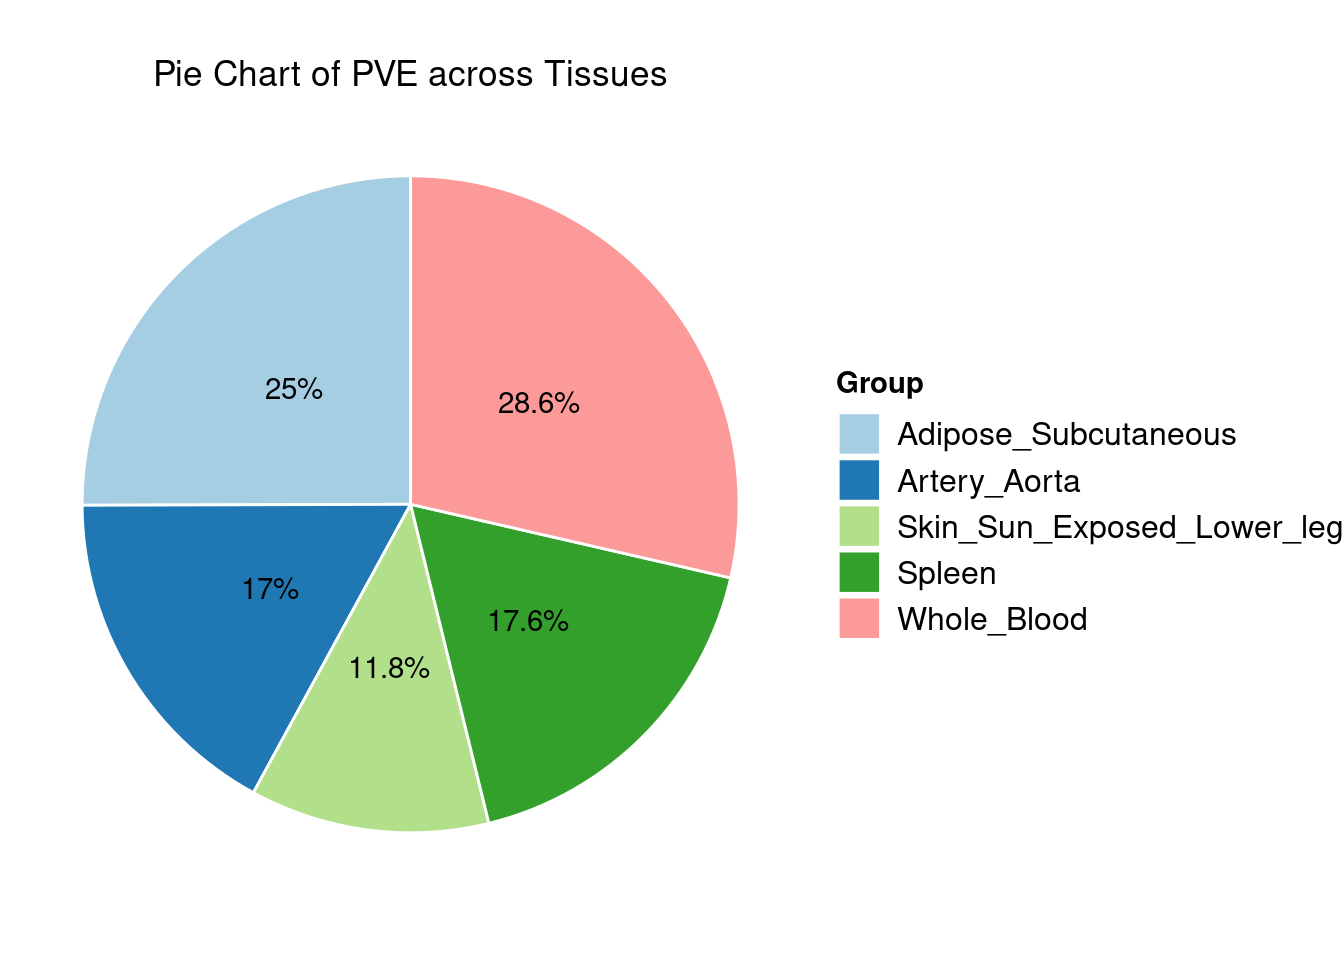 Pie Chart of PVE across Tissues
25%
28.6%
17%
17.6%
11.8%
Group
Adipose_Subcutaneous
Artery_Aorta
Skin_Sun_Exposed_Lower_leg
Spleen
Whole_Blood